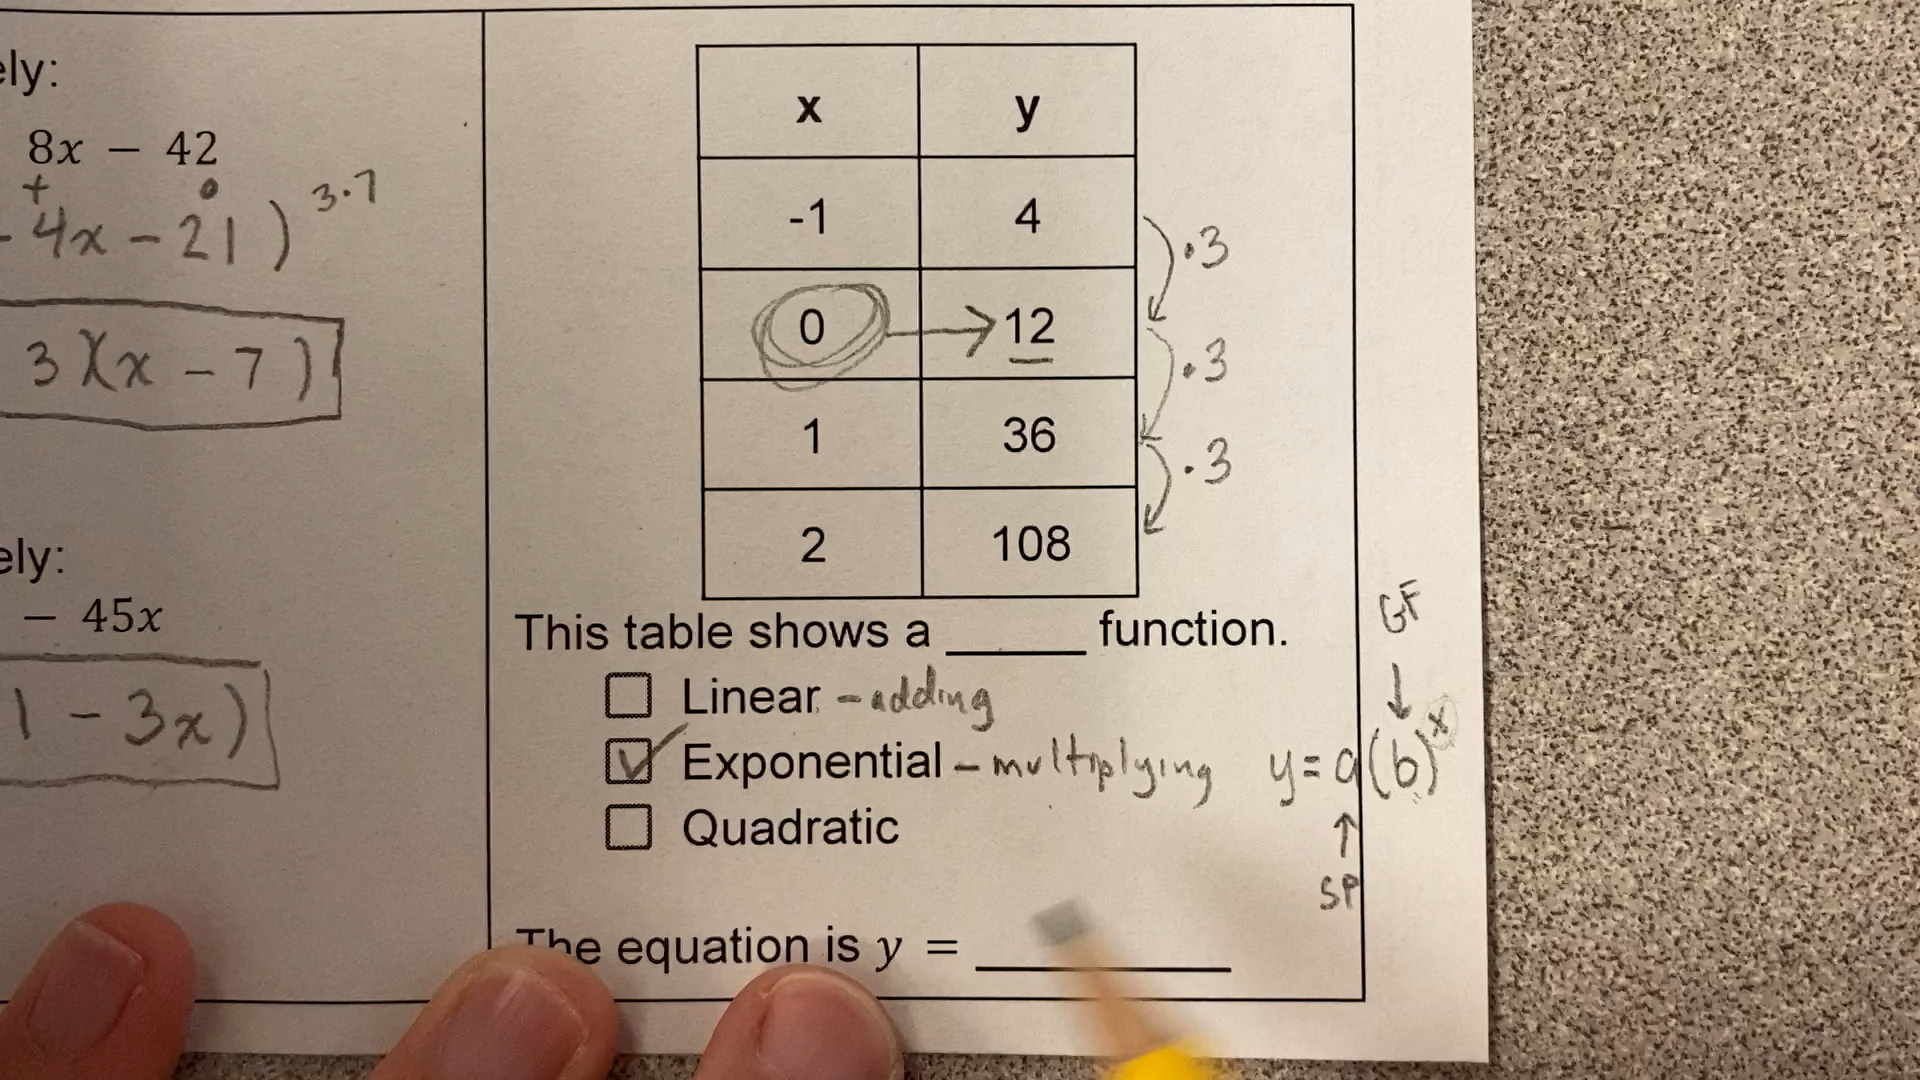 ely:
8x − 42
+
3·7
- 4x - 21 )
3)(x - 7)
ely:
− 45x
1 - 3x)
x y
-1 4
0 → 12
1 36
2 108
·3
·3
·3
This table shows a ______ function.
Linear - adding
Exponential - multiplying
Quadratic
GF
y = a(b)^x
SP
The equation is y = ______